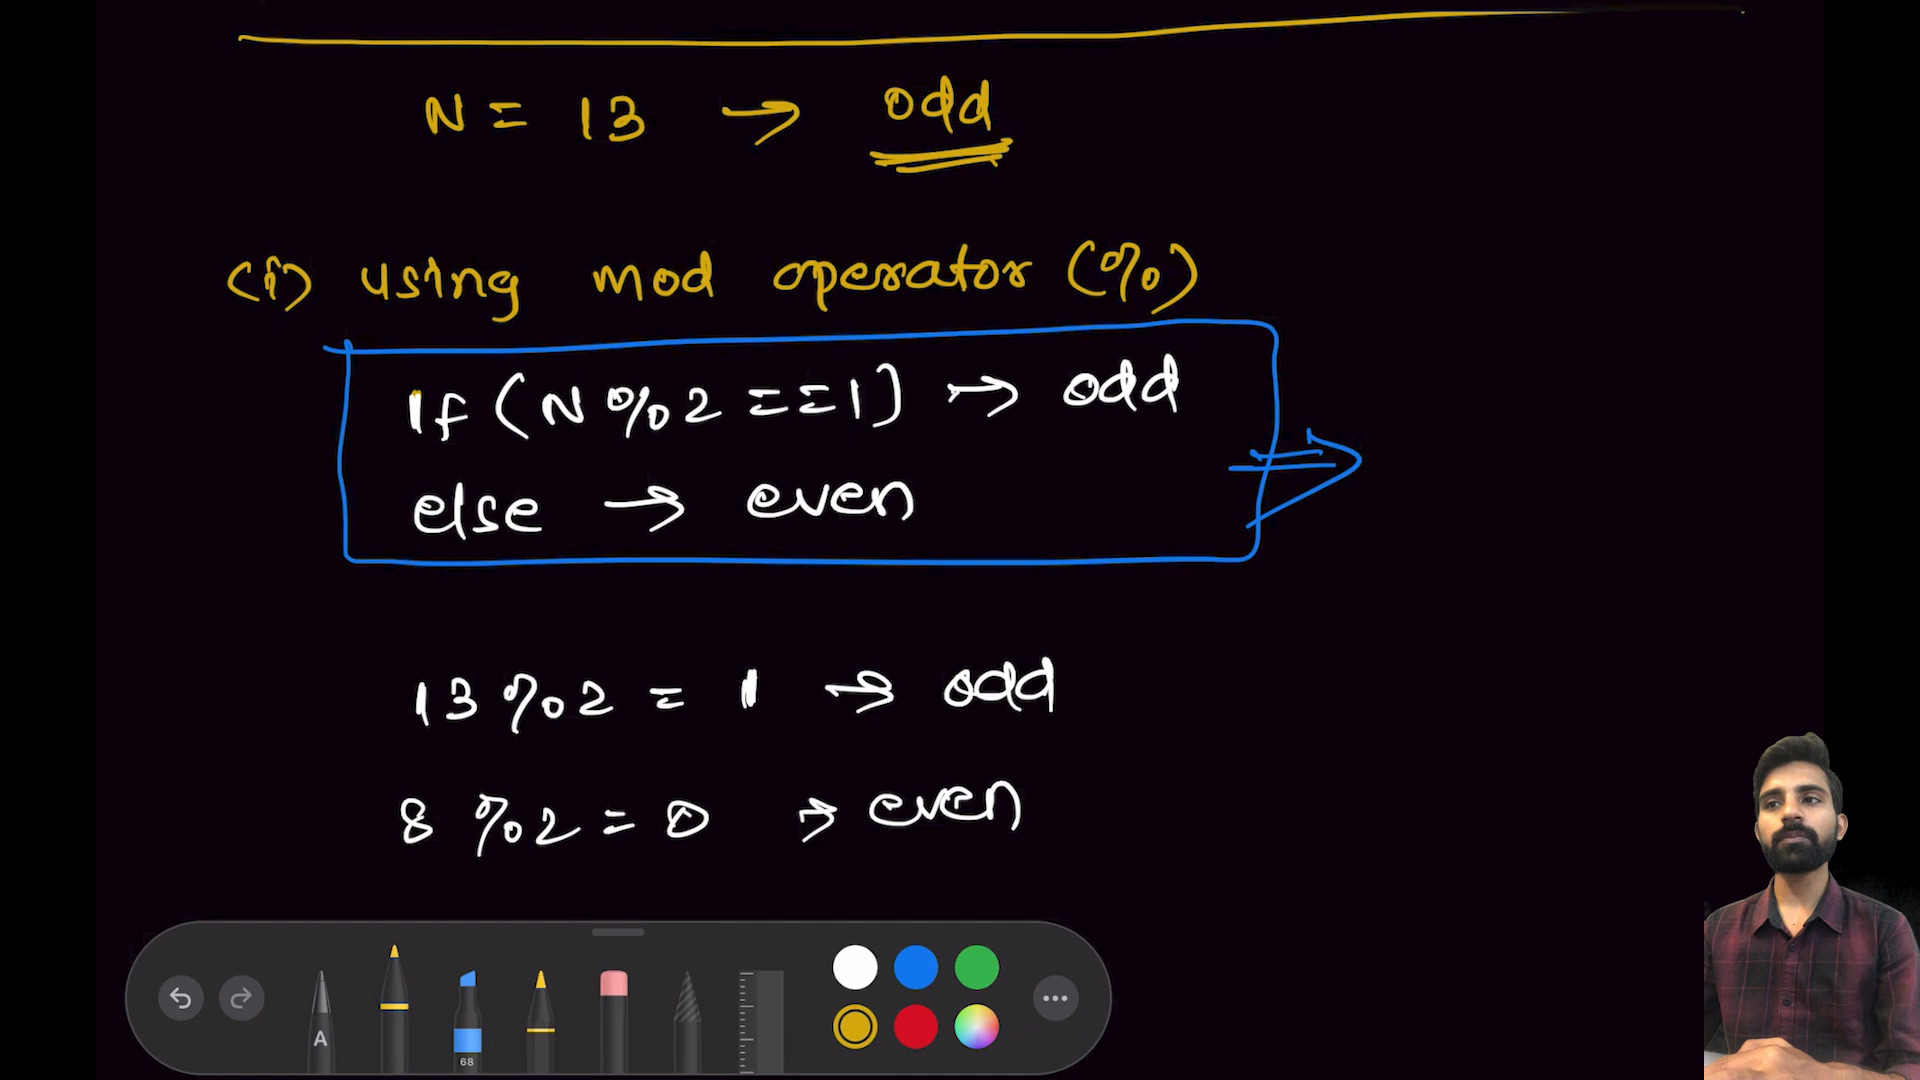 N = 13 → odd
(i) using mod operator (%)
if (N%2==1) → odd
else → even
13%2 = 1 → odd
8%2=0 → even
A
68